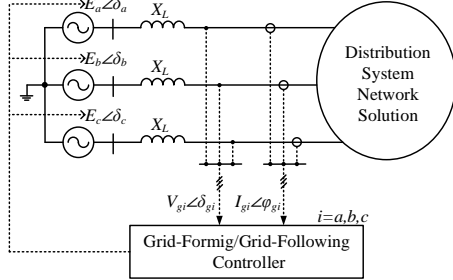 E_a∠δ_a
X_L
E_b∠δ_b
X_L
E_c∠δ_c
X_L
Distribution
System
Network
Solution
V_gi∠δ_gi
I_gi∠φ_gi
i=a,b,c
Grid-Formig/Grid-Following
Controller